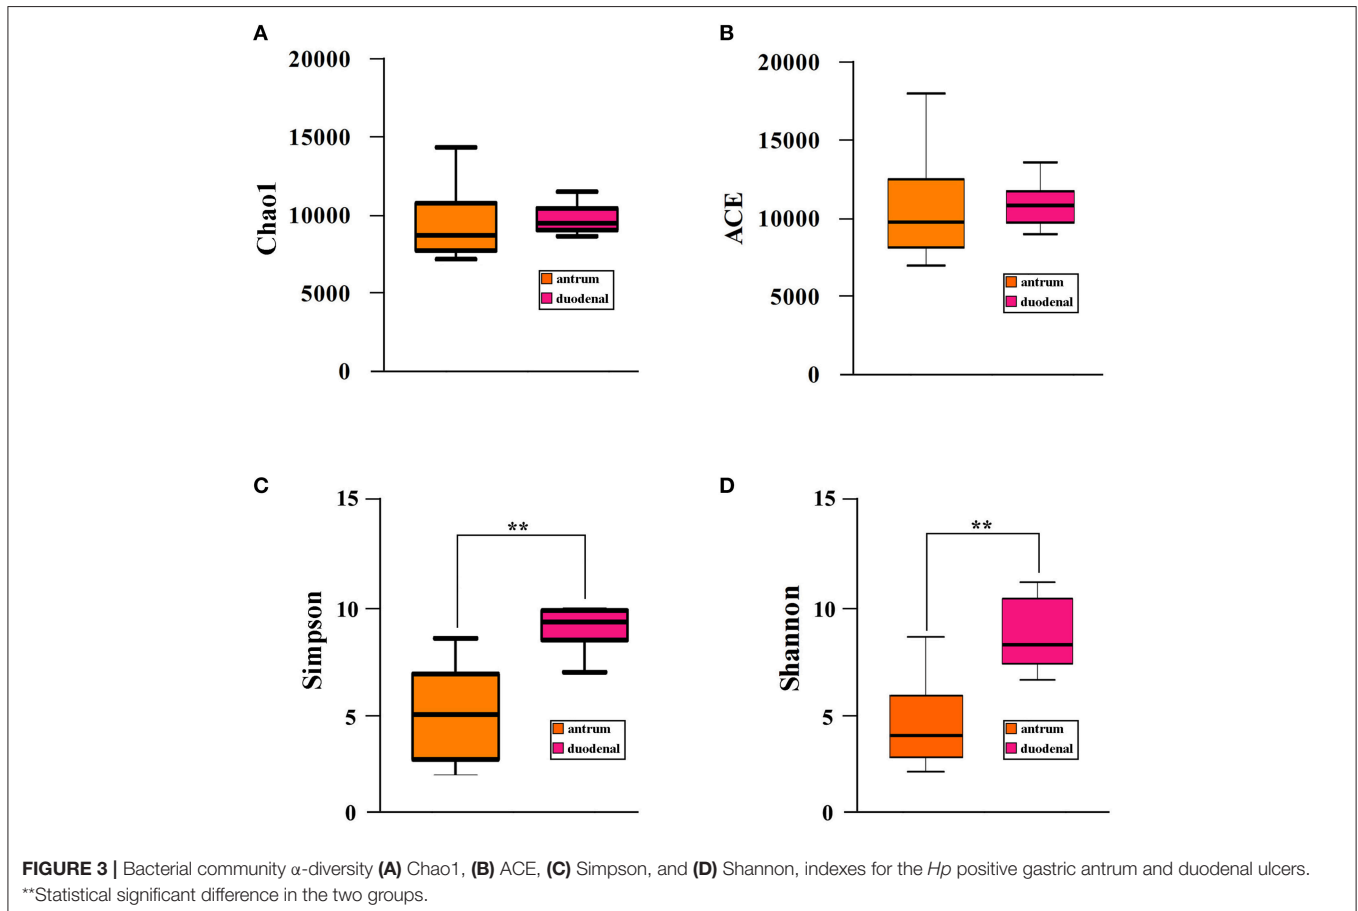 A
20000
15000
10000
5000
0
Chao1
antrum
duodenal
B
20000
15000
10000
5000
0
ACE
antrum
duodenal
C
15
10
5
0
Simpson
**
antrum
duodenal
D
15
10
5
0
Shannon
**
antrum
duodenal
FIGURE 3 | Bacterial community α-diversity (A) Chao1, (B) ACE, (C) Simpson, and (D) Shannon, indexes for the Hp positive gastric antrum and duodenal ulcers.
**Statistical significant difference in the two groups.